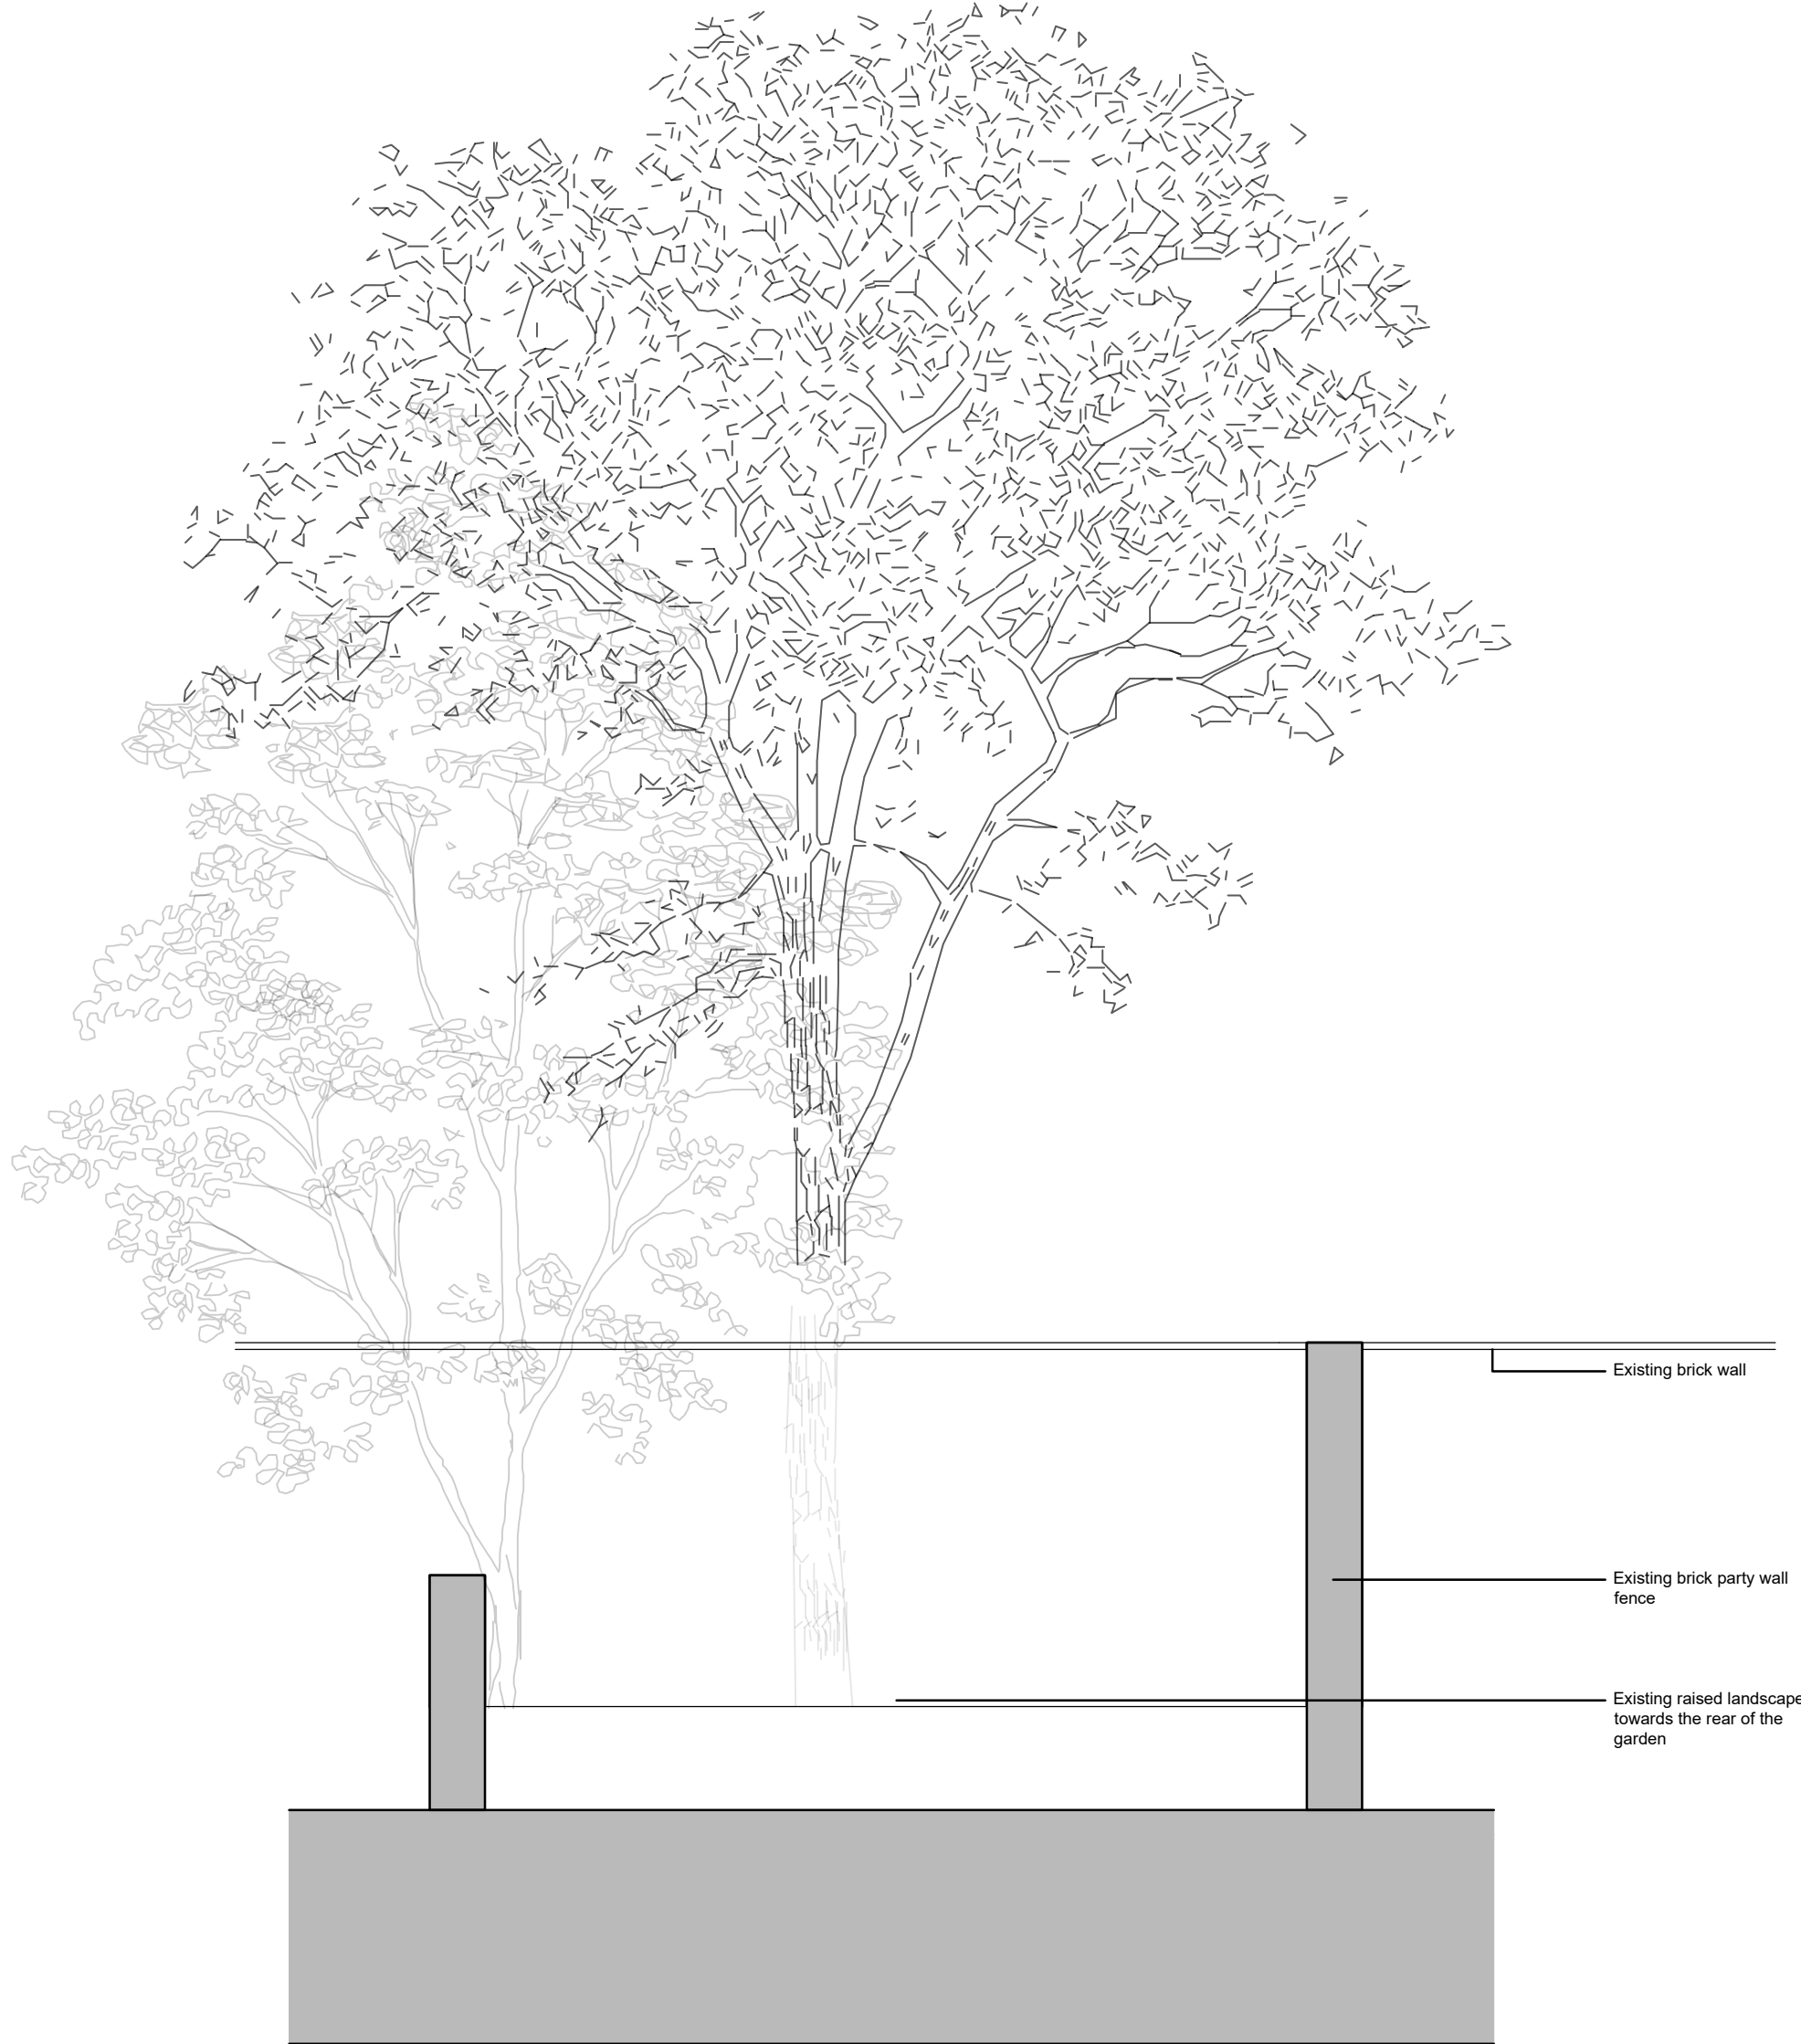 Existing brick wall
Existing brick party wall
fence
Existing raised landscape
towards the rear of the
garden